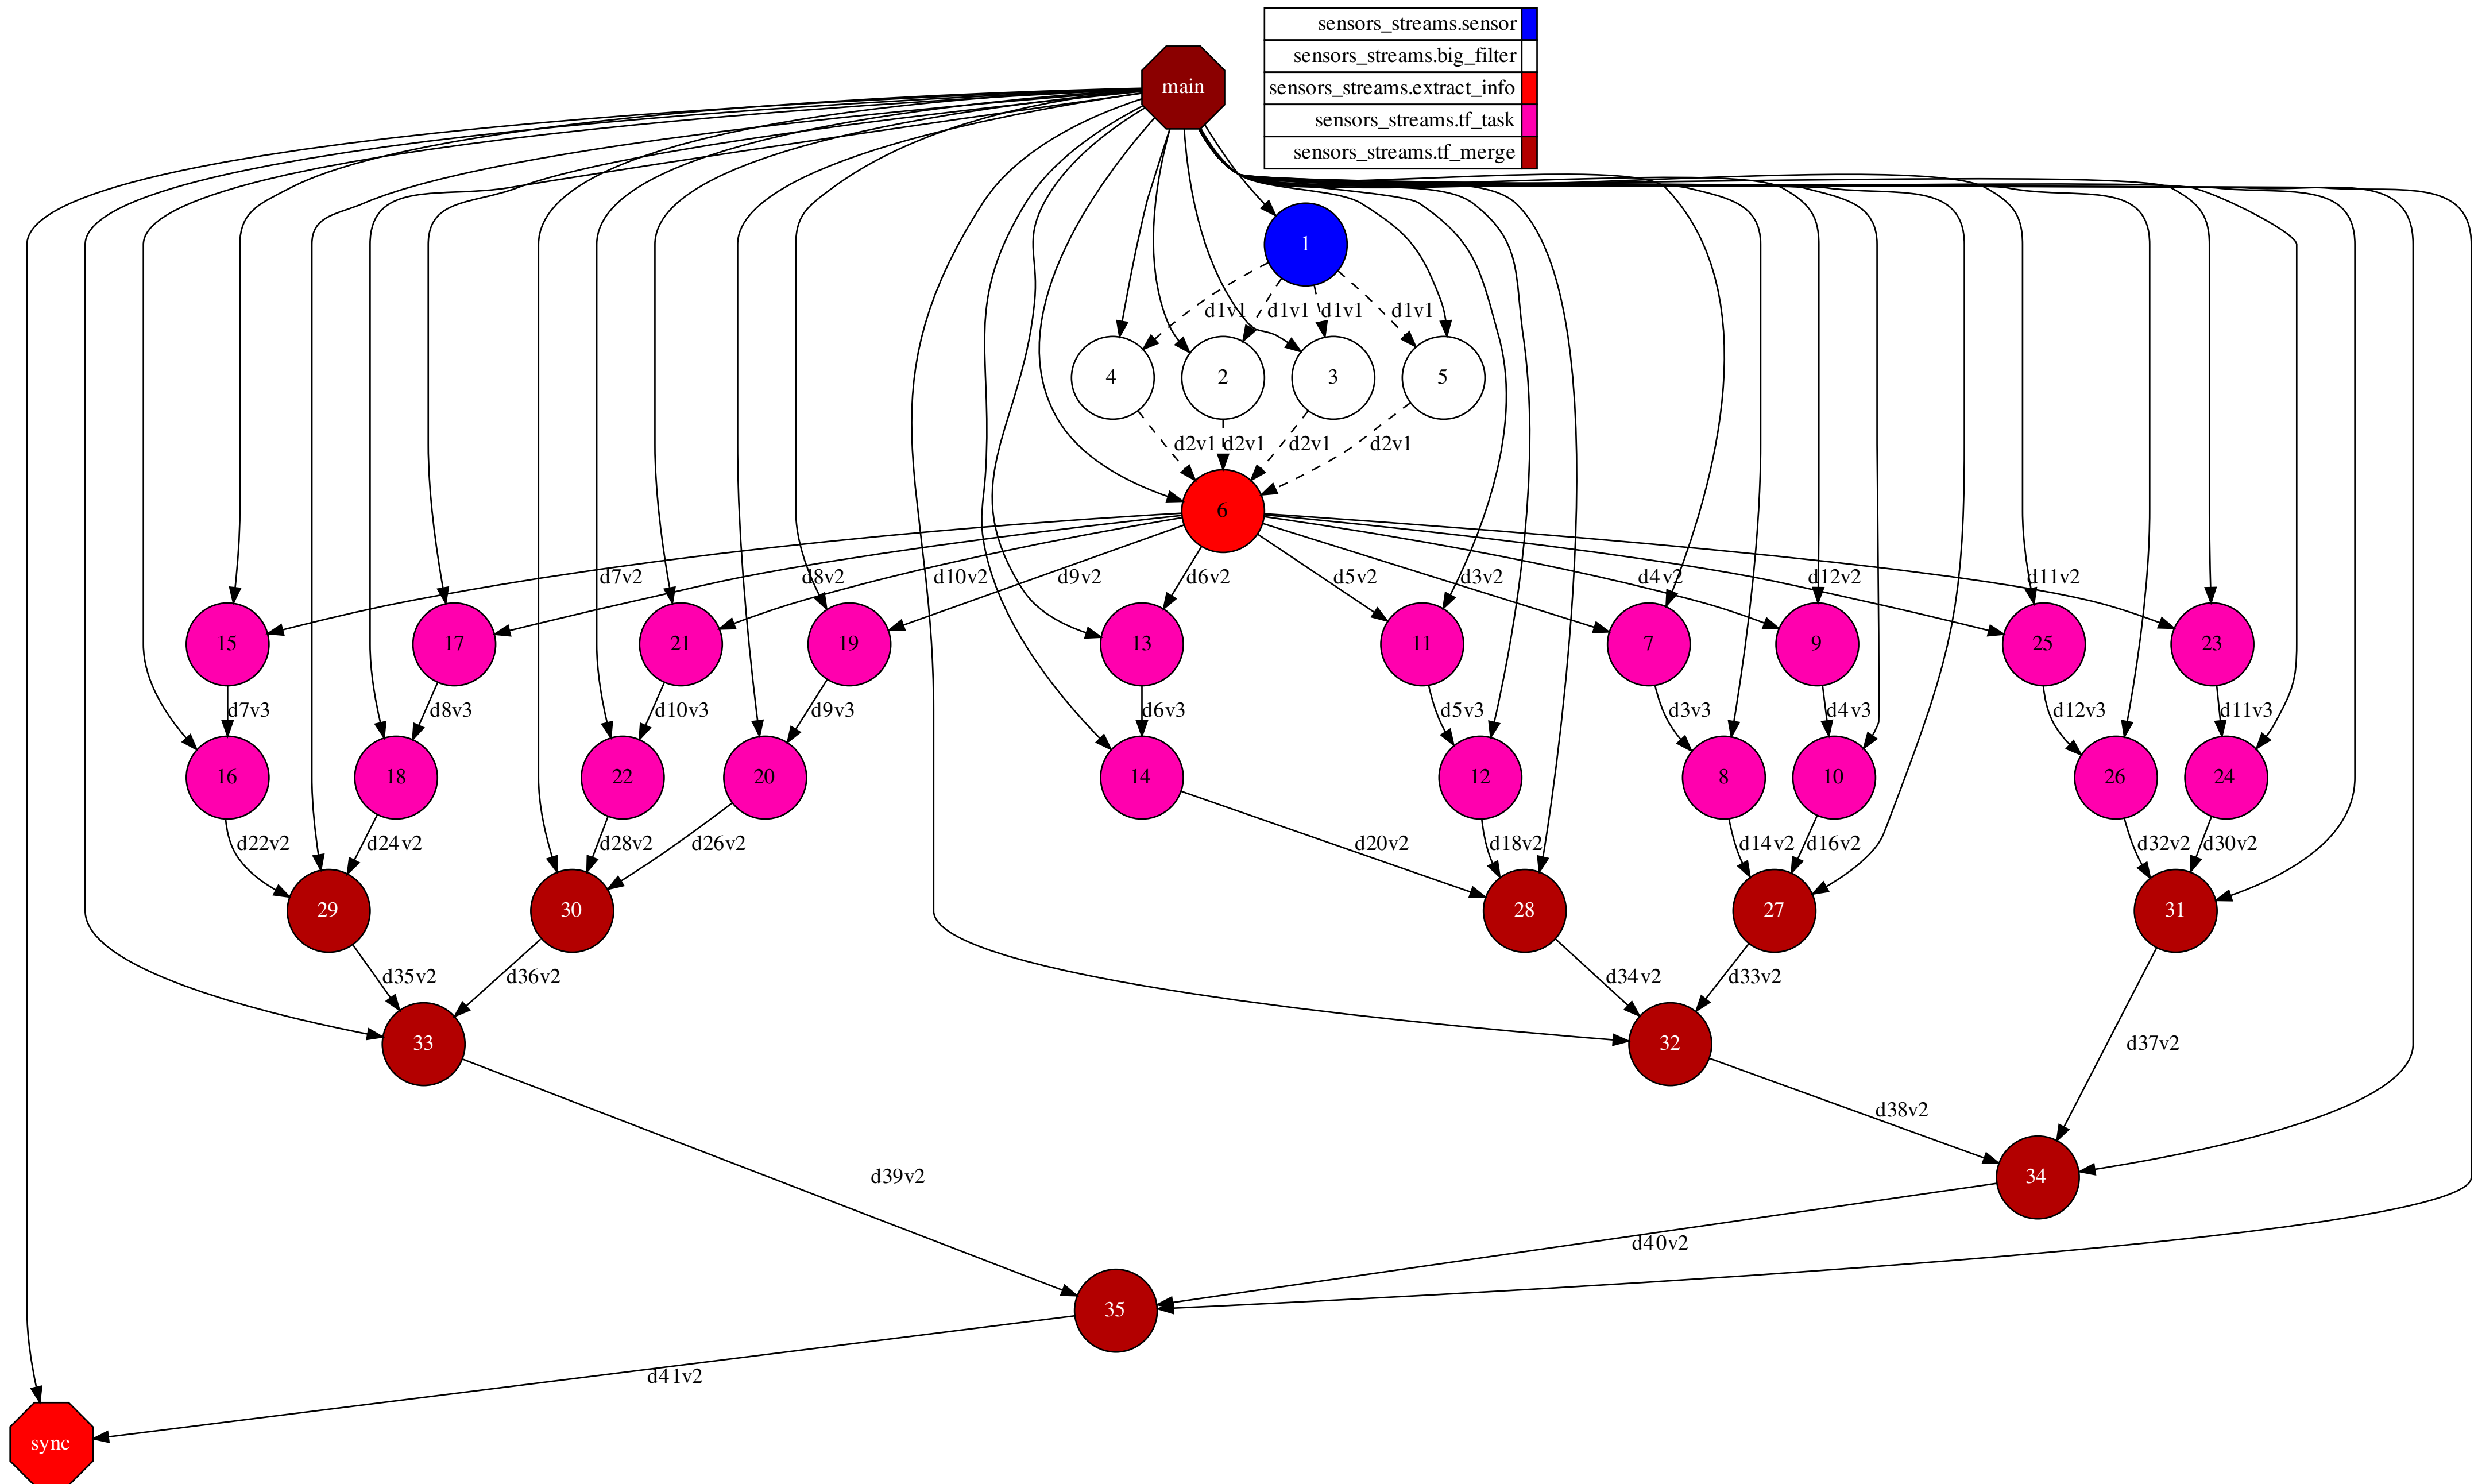 sensors_streams.sensor
main
sensors_streams.big_filter
sensors_streams.extract_info
sensors_streams.tf_task
sensors_streams.tf_merge
1
d1v1 d1v1 d1v1 d1v1
4 2 3 5
d2v1 d2v1 d2v1 d2v1
6
d7v2 d8v2 d10v2 d9v2 d6v2 d5v2 d3v2 d4v2 d12v2 d11v2
15 17 21 19 13 11 7 9 25 23
d7v3 d8v3 d10v3 d9v3 d6v3 d5v3 d3v3 d4v3 d12v3 d11v3
16 18 22 20 14 12 8 10 26 24
d22v2 d24v2 d28v2 d26v2 d20v2 d18v2 d14v2 d16v2 d32v2 d30v2
29 30 28 27 31
d35v2 d36v2 d34v2 d33v2
33 32 d37v2
d38v2
d39v2 34
d40v2
35
d41v2
sync